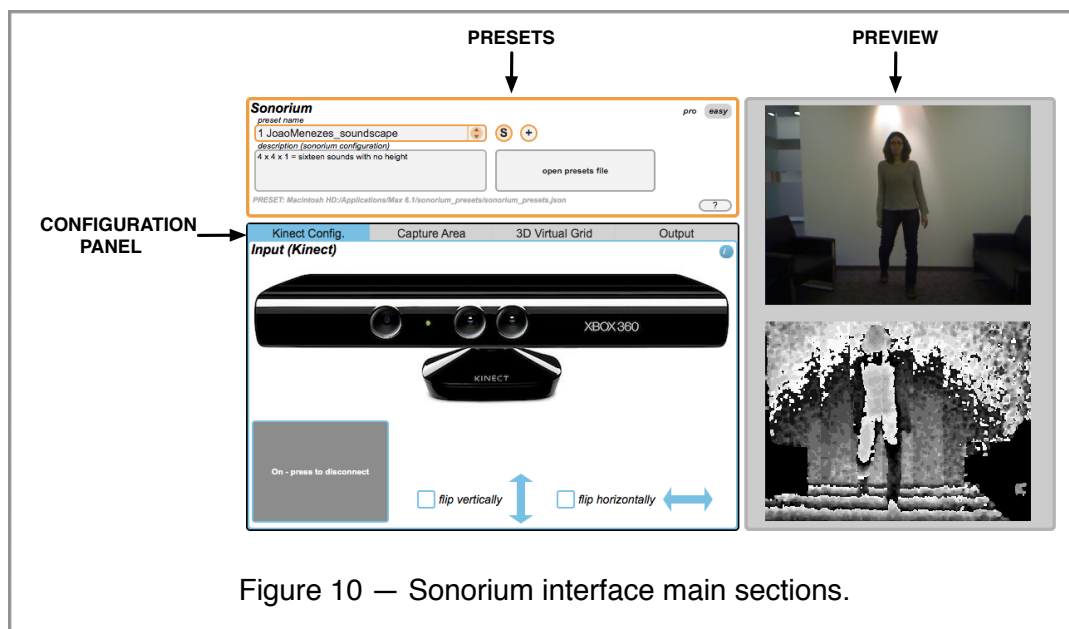 PRESETS
PREVIEW
Sonorium
pro easy
preset name
1 JoaoMenezes_soundscape
S +
description (sonorium configuration)
4 x 4 x 1 = sixteen sounds with no height
open presets file
PRESET: Macintosh HD:/Applications/Max 6.1/sonorium_presets/sonorium_presets.json
?
CONFIGURATION
PANEL
Kinect Config. Capture Area 3D Virtual Grid Output
Input (Kinect)
i
XBOX 360
KINECT
On - press to disconnect
flip vertically
flip horizontally
Figure 10 — Sonorium interface main sections.